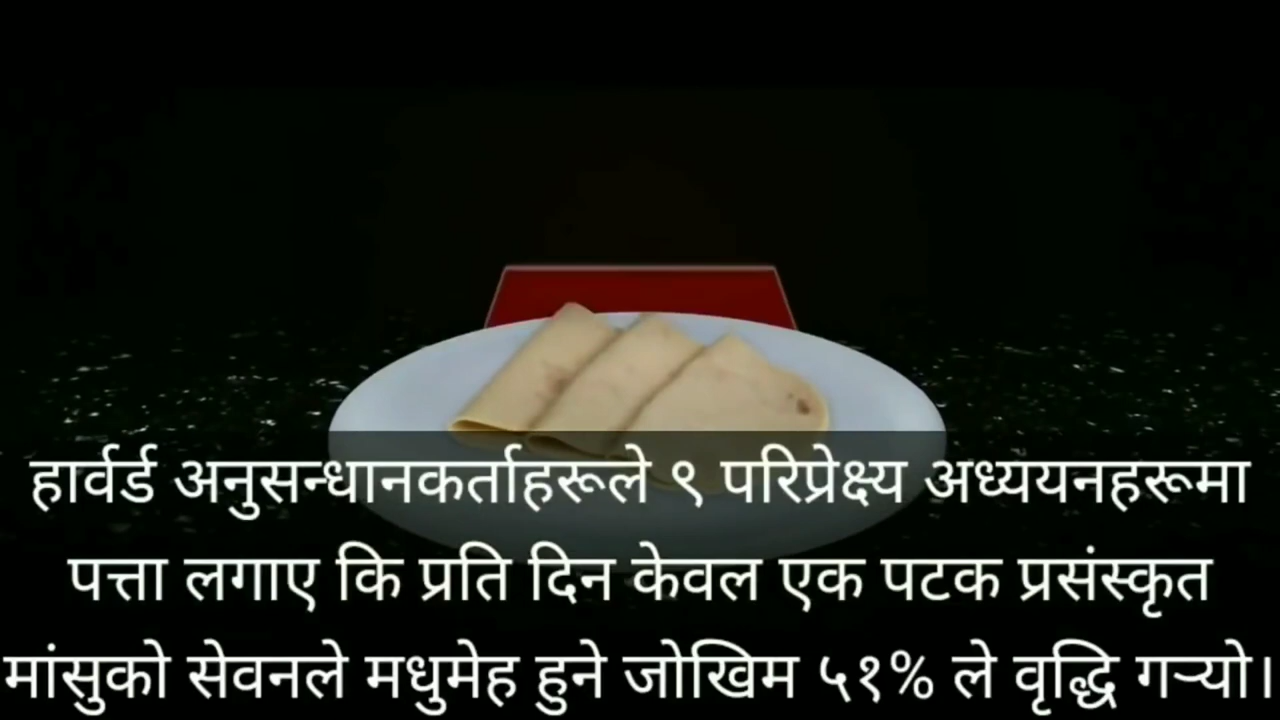 हार्वर्ड अनुसन्धानकर्ताहरूले ९ परिप्रेक्ष्य अध्ययनहरूमा
पत्ता लगाए कि प्रति दिन केवल एक पटक प्रसंस्कृत
मांसुको सेवनले मधुमेह हुने जोखिम ५१% ले वृद्धि गर्‍यो।